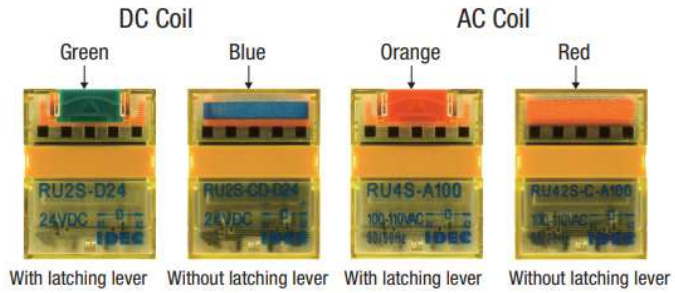 DC Coil
AC Coil
Green
Blue
Orange
Red
RU2S-D24
24VDC
IDEC
RU2S-CD-D24
24VDC
IDEC
RU4S-A100
100-110VAC
50/60Hz
IDEC
RU42S-C-A100
100-110VAC
IDEC
With latching lever
Without latching lever
With latching lever
Without latching lever